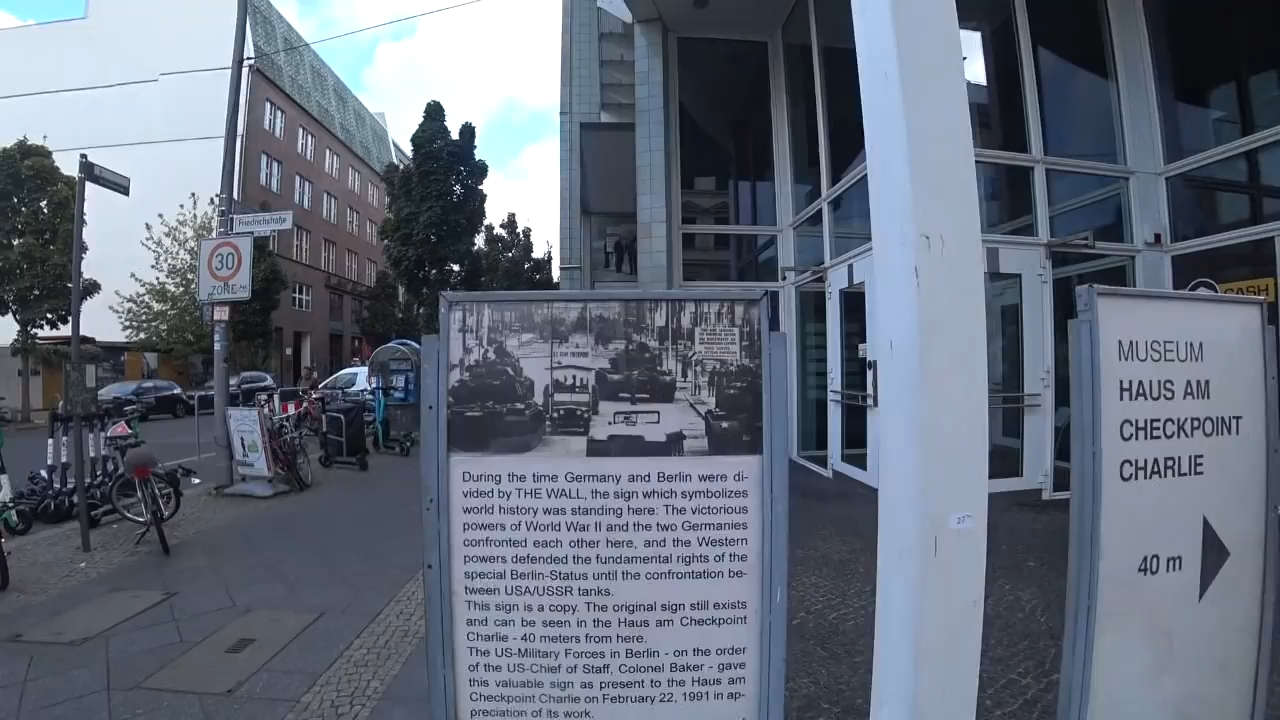 Friedrichstraße
30
ZONE
During the time Germany and Berlin were di-
vided by THE WALL, the sign which symbolizes
world history was standing here: The victorious
powers of World War II and the two Germanies
confronted each other here, and the Western
powers defended the fundamental rights of the
special Berlin-Status until the confrontation be-
tween USA/USSR tanks.
This sign is a copy. The original sign still exists
and can be seen in the Haus am Checkpoint
Charlie - 40 meters from here.
The US-Military Forces in Berlin - on the order
of the US-Chief of Staff, Colonel Baker - gave
this valuable sign as present to the Haus am
Checkpoint Charlie on February 22, 1991 in ap-
preciation of its work.
27
CASH
MUSEUM
HAUS AM
CHECKPOINT
CHARLIE
40 m